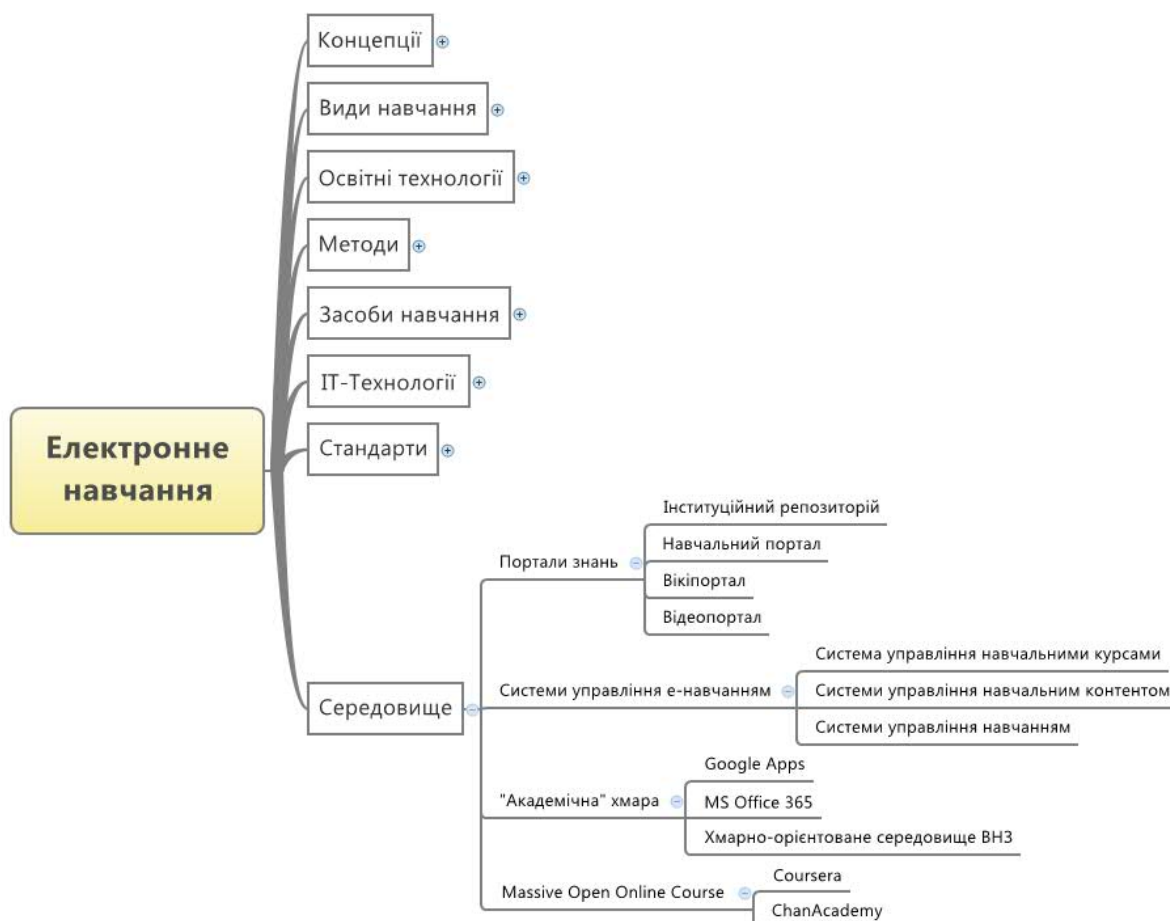 Концепції
Види навчання
Освітні технології
Методи
Засоби навчання
ІТ-Технології
Стандарти
Електронне
навчання
Середовище
Портали знань
Інституційний репозиторій
Навчальний портал
Вікіпортал
Відеопортал
Системи управління е-навчанням
Система управління навчальними курсами
Системи управління навчальним контентом
Системи управління навчанням
"Академічна" хмара
Google Apps
MS Office 365
Хмарно-орієнтоване середовище ВНЗ
Massive Open Online Course
Coursera
ChanAcademy